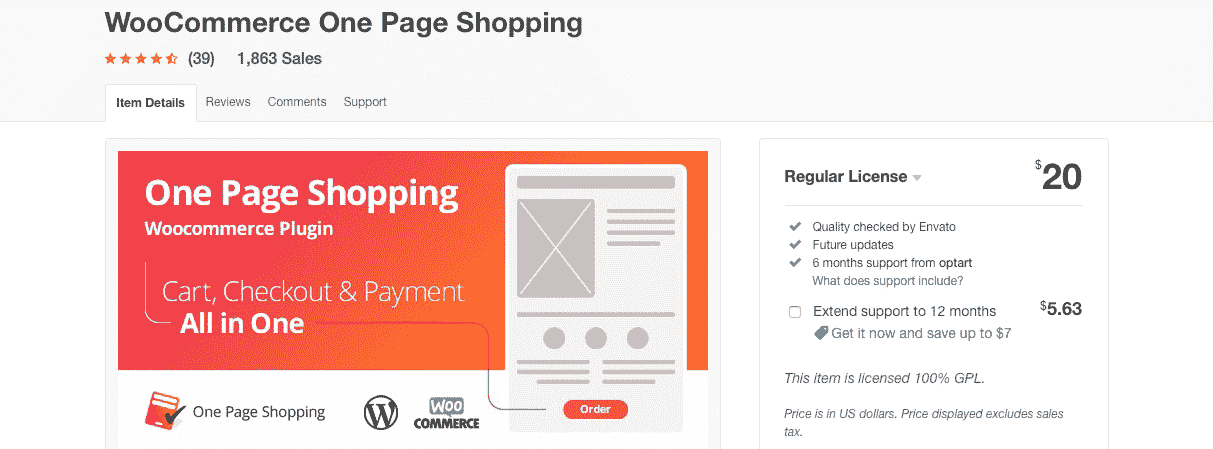 WooCommerce One Page Shopping
(39) 1,863 Sales
Item Details Reviews Comments Support
One Page Shopping
Woocommerce Plugin
Cart, Checkout & Payment
All in One
Order
One Page Shopping
WOO
COMMERCE
Regular License $20
Quality checked by Envato
Future updates
6 months support from optart
What does support include?
Extend support to 12 months $5.63
Get it now and save up to $7
This item is licensed 100% GPL.
Price is in US dollars. Price displayed excludes sales
tax.